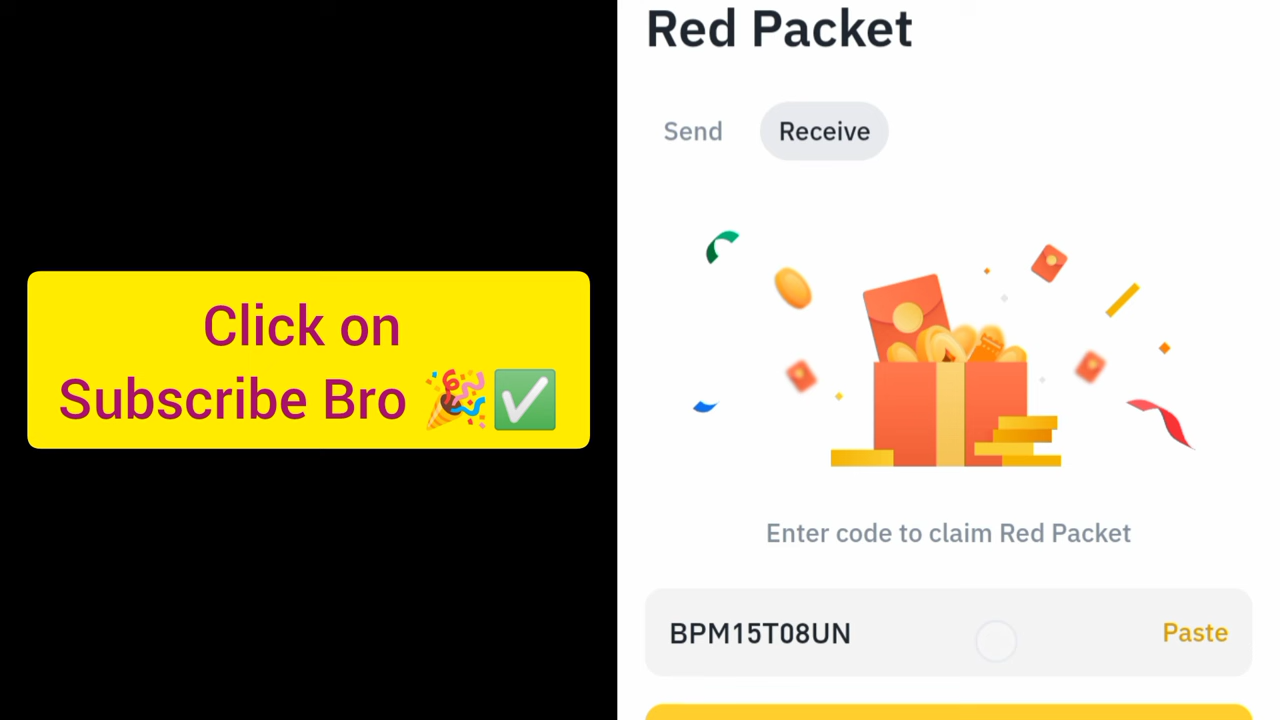 Click on
Subscribe Bro 🎉✅
Red Packet
Send
Receive
Enter code to claim Red Packet
BPM15T08UN
Paste